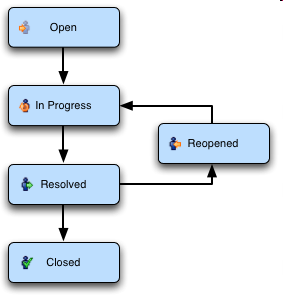 Open
In Progress
Reopened
Resolved
Closed